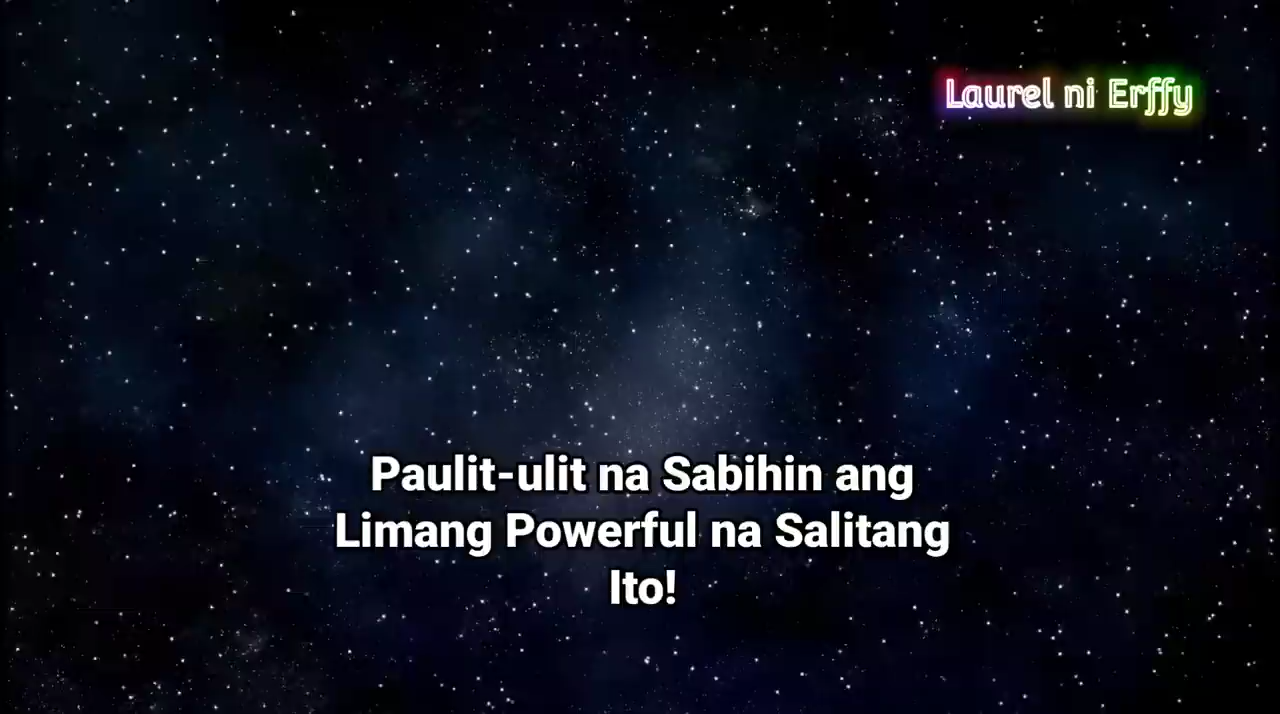 Laurel ni Erffy
Paulit-ulit na Sabihin ang
Limang Powerful na Salitang
Ito!